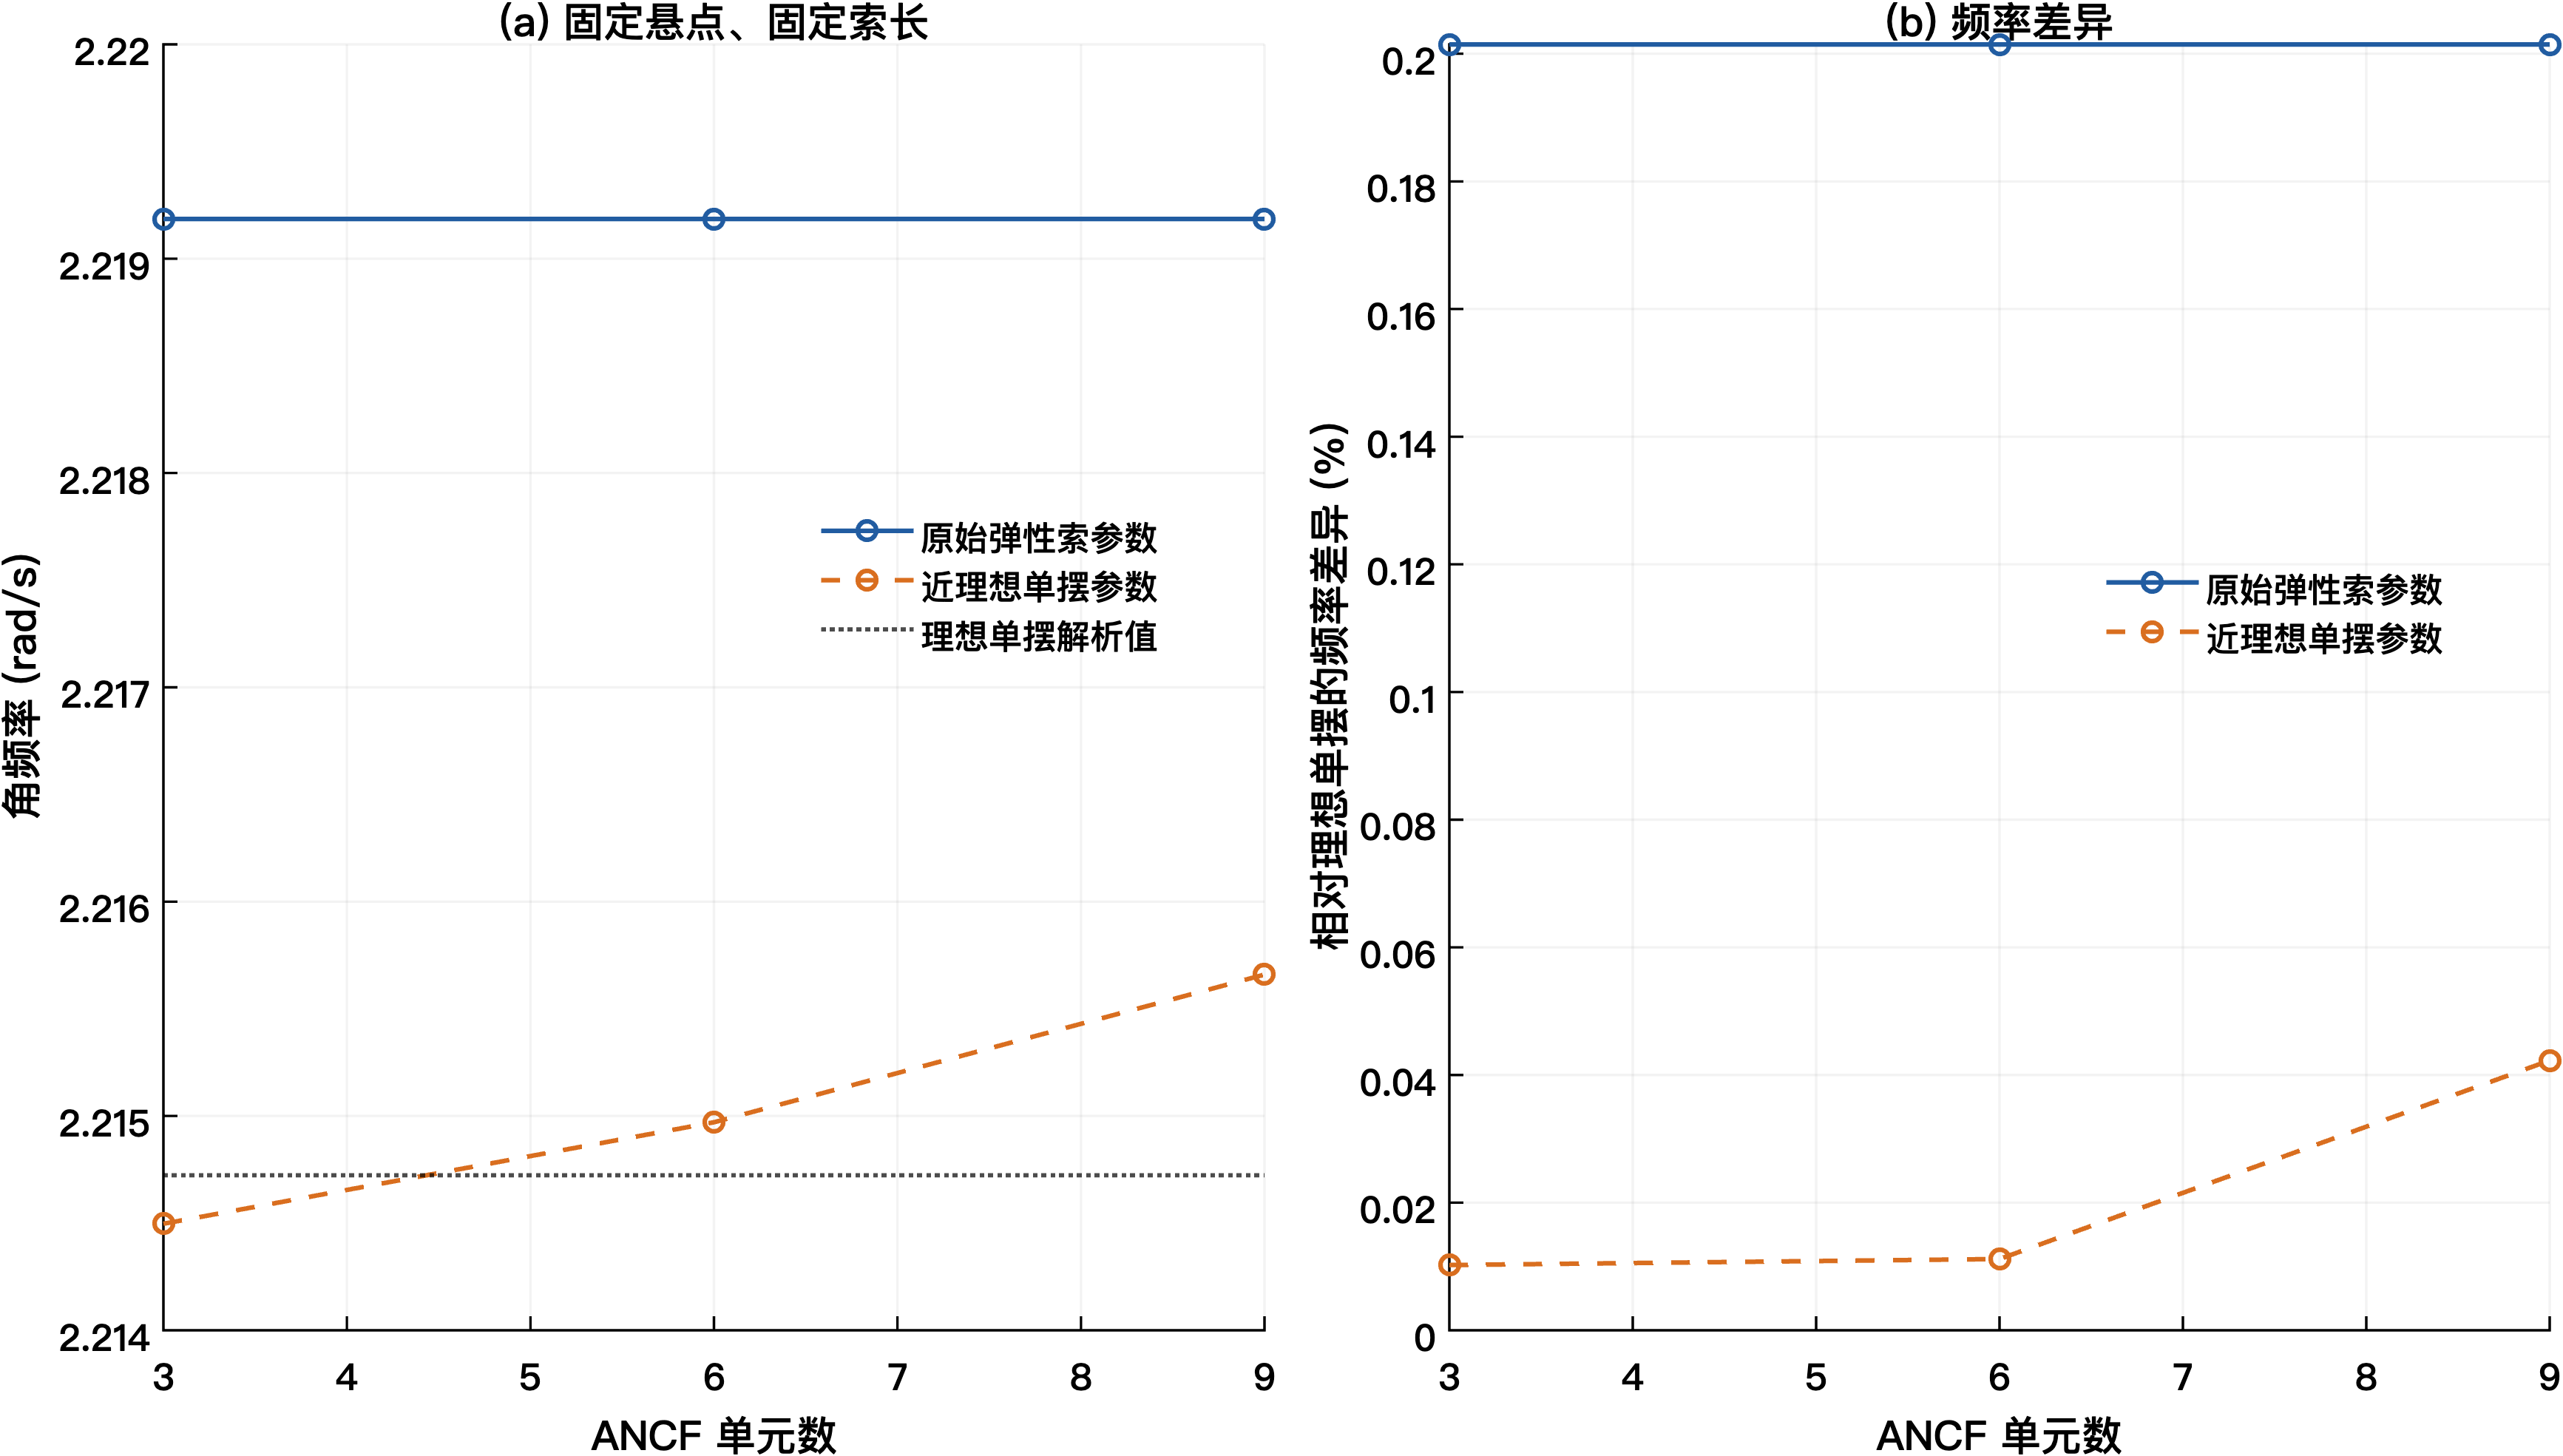 (a) 固定悬点、固定索长
2.22
2.219
2.218
2.217
2.216
2.215
2.214
角频率 (rad/s)
原始弹性索参数
近理想单摆参数
理想单摆解析值
3 4 5 6 7 8 9
ANCF 单元数
(b) 频率差异
0.2
0.18
0.16
0.14
0.12
0.1
0.08
0.06
0.04
0.02
0
相对理想单摆的频率差异 (%)
原始弹性索参数
近理想单摆参数
3 4 5 6 7 8 9
ANCF 单元数